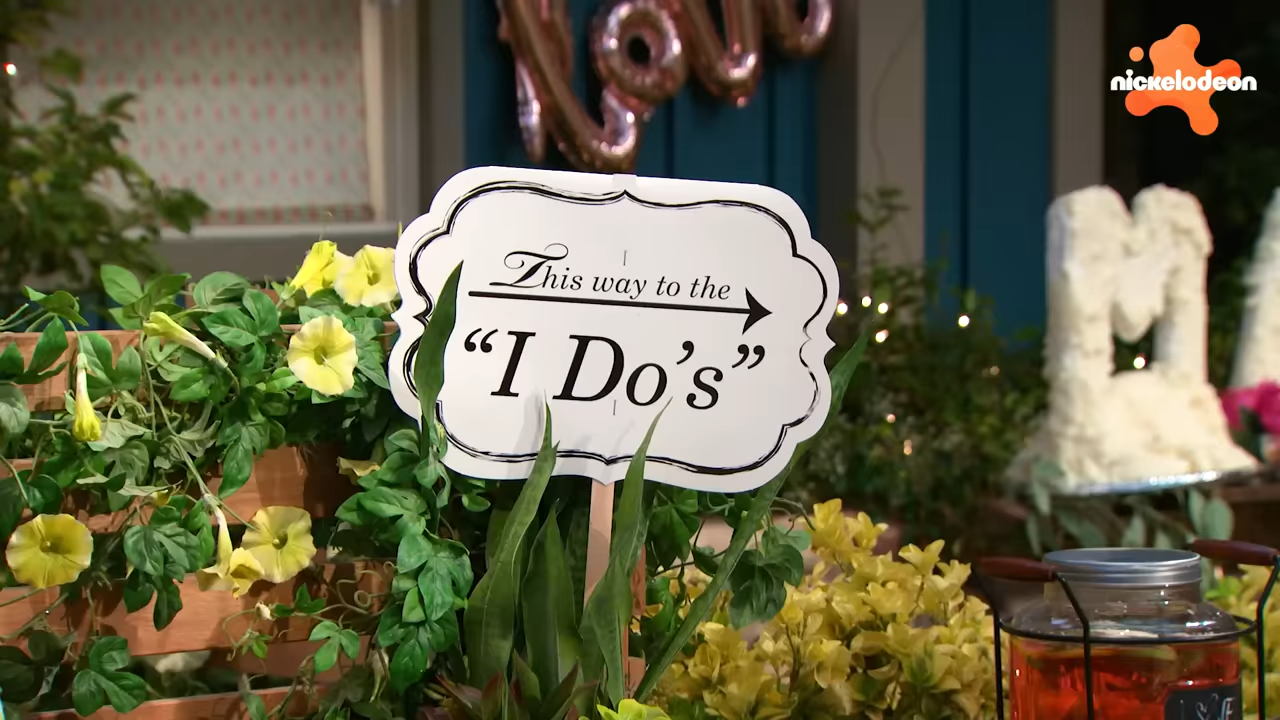 nickelodeon
This way to the
“I Do’s”
M